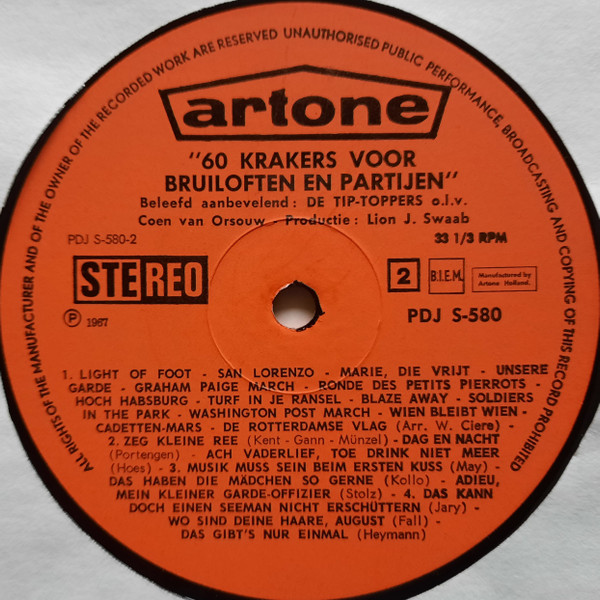 ALL RIGHTS OF THE MANUFACTURER AND OF THE OWNER OF THE RECORDED WORK ARE RESERVED UNAUTHORISED PUBLIC PERFORMANCE, BROADCASTING AND COPYING OF THIS RECORD PROHIBITED
artone
"60 KRAKERS VOOR
BRUILOFTEN EN PARTIJEN"
Beleefd aanbevelend: DE TIP-TOPPERS o.l.v.
Coen van Orsouw - Productie: Lion J. Swaab
PDJ S-580-2
33 1/3 RPM
STEREO
2
B.I.E.M.
Manufactured by
Artone Holland.
Ⓟ 1967
PDJ S-580
1. LIGHT OF FOOT - SAN LORENZO - MARIE, DIE VRIJT - UNSERE
GARDE - GRAHAM PAIGE MARCH - RONDE DES PETITS PIERROTS -
HOCH HABSBURG - TURF IN JE RANSEL - BLAZE AWAY - SOLDIERS
IN THE PARK - WASHINGTON POST MARCH - WIEN BLEIBT WIEN -
CADETTEN-MARS - DE ROTTERDAMSE VLAG (Arr. W. Ciere) -
2. ZEG KLEINE REE (Kent - Gann - Münzel) - DAG EN NACHT
(Portengen) - ACH VADERLIEF, TOE DRINK NIET MEER
(Hoes) - 3. MUSIK MUSS SEIN BEIM ERSTEN KUSS (May) -
DAS HABEN DIE MÄDCHEN SO GERNE (Kollo) - ADIEU,
MEIN KLEINER GARDE-OFFIZIER (Stolz) - 4. DAS KANN
DOCH EINEN SEEMAN NICHT ERSCHÜTTERN (Jary) -
WO SIND DEINE HAARE, AUGUST (Fall) -
DAS GIBT'S NUR EINMAL (Heymann)